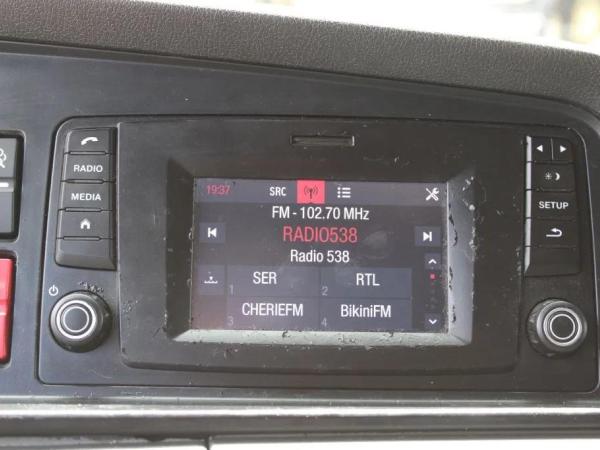 RADIO
MEDIA
SETUP
19:37 SRC
FM - 102.70 MHz
RADIO538
Radio 538
1 SER
2 RTL
3 CHERIEFM
4 BikiniFM